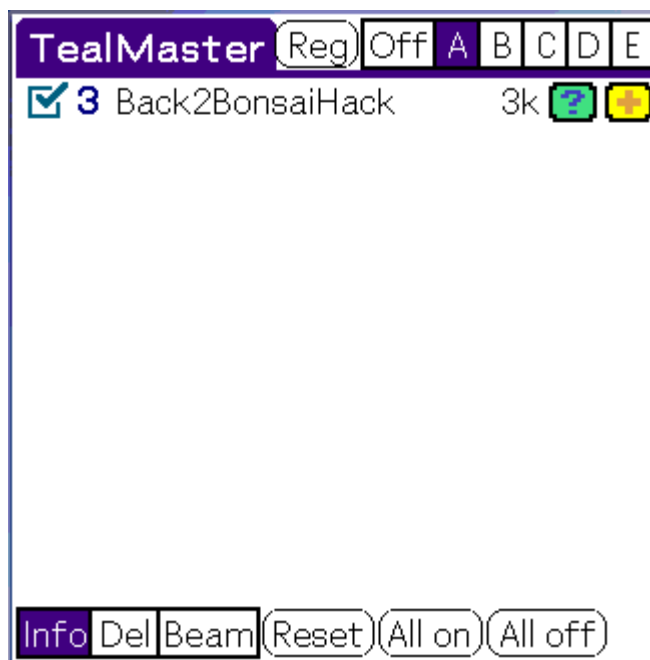 TealMaster Reg Off A B C D E
3 Back2BonsaiHack 3k ? +
Info Del Beam Reset All on All off